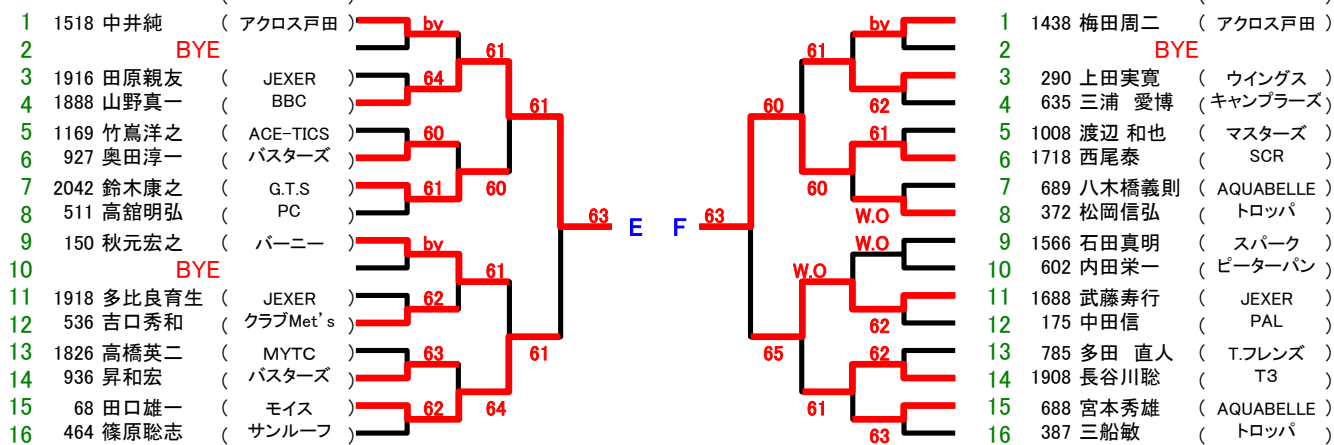 1 1518 中井純 ( アクロス戸田 ) by
2 BYE
61
3 1916 田原親友 ( JEXER ) 64
4 1888 山野真一 ( BBC )
61
5 1169 竹嶌洋之 ( ACE-TICS ) 60
6 927 奥田淳一 ( バスターズ )
60
7 2042 鈴木康之 ( G.T.S ) 61
8 511 高舘明弘 ( PC )
63 E
9 150 秋元宏之 ( バーニー ) by
10 BYE
61
11 1918 多比良育生 ( JEXER ) 62
12 536 吉口秀和 ( クラブMet's )
61
13 1826 高橋英二 ( MYTC ) 63
14 936 昇和宏 ( バスターズ )
64
15 68 田口雄一 ( モイス ) 62
16 464 篠原聡志 ( サンルーフ )
by 1 1438 梅田周二 ( アクロス戸田 )
2 BYE
61
3 290 上田実寛 ( ウイングス )
62 4 635 三浦 愛博 ( キャンプラーズ )
60
61 5 1008 渡辺 和也 ( マスターズ )
6 1718 西尾泰 ( SCR )
60
7 689 八木橋義則 ( AQUABELLE )
W.O 8 372 松岡信弘 ( トロッパ )
F 63
W.O 9 1566 石田真明 ( スパーク )
10 602 内田栄一 ( ピーターパン )
W.O
11 1688 武藤寿行 ( JEXER )
62 12 175 中田信 ( PAL )
65
62 13 785 多田 直人 ( T.フレンズ )
14 1908 長谷川聡 ( T3 )
61
15 688 宮本秀雄 ( AQUABELLE )
63 16 387 三船敏 ( トロッパ )